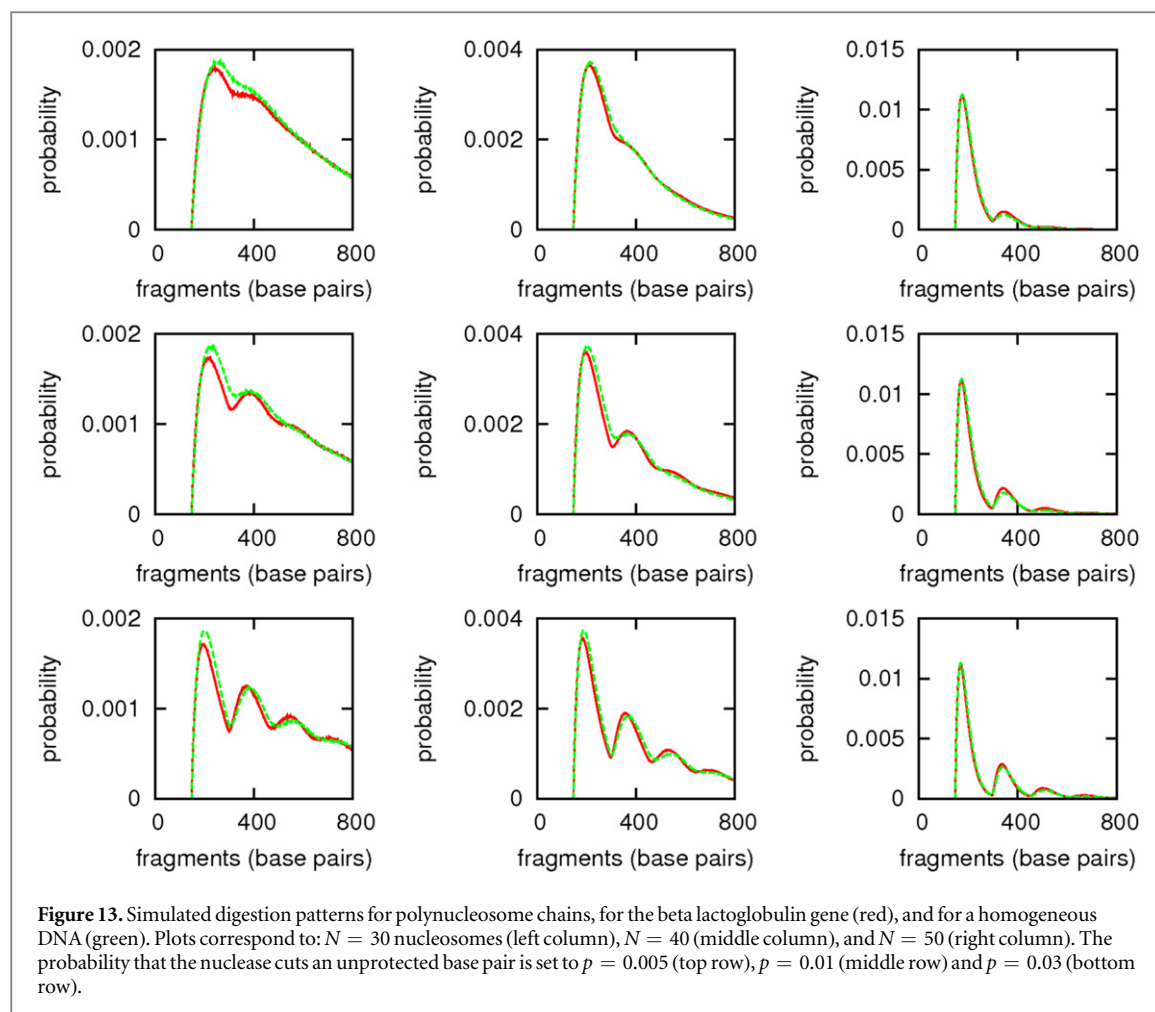 0.002
0.001
0
probability
0 400 800
fragments (base pairs)
0.004
0.002
0
probability
0 400 800
fragments (base pairs)
0.015
0.01
0.005
0
probability
0 400 800
fragments (base pairs)
0.002
0.001
0
probability
0 400 800
fragments (base pairs)
0.004
0.002
0
probability
0 400 800
fragments (base pairs)
0.015
0.01
0.005
0
probability
0 400 800
fragments (base pairs)
0.002
0.001
0
probability
0 400 800
fragments (base pairs)
0.004
0.002
0
probability
0 400 800
fragments (base pairs)
0.015
0.01
0.005
0
probability
0 400 800
fragments (base pairs)
Figure 13. Simulated digestion patterns for polynucleosome chains, for the beta lactoglobulin gene (red), and for a homogeneous
DNA (green). Plots correspond to: N = 30 nucleosomes (left column), N = 40 (middle column), and N = 50 (right column). The
probability that the nuclease cuts an unprotected base pair is set to p = 0.005 (top row), p = 0.01 (middle row) and p = 0.03 (bottom
row).